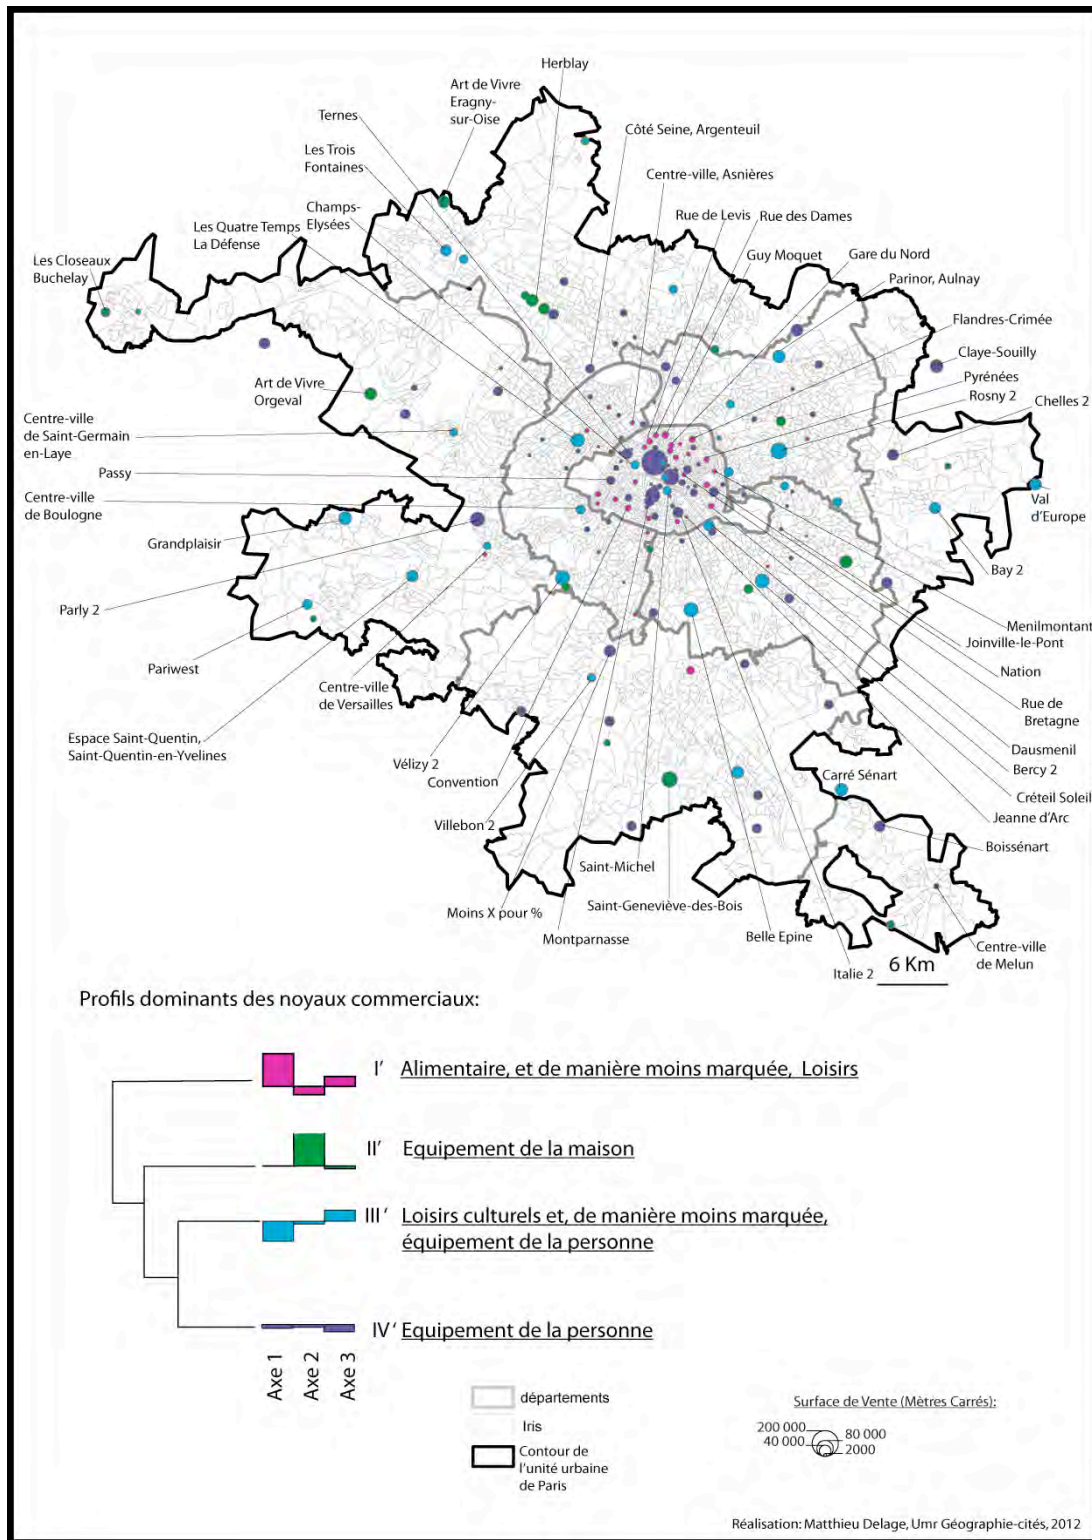 Herblay
Art de Vivre
Eragny-
sur-Oise
Ternes
Côté Seine, Argenteuil
Les Trois
Fontaines
Centre-ville, Asnières
Champs-
Elysées
Rue de Levis
Rue des Dames
Les Quatre Temps
La Défense
Guy Moquet
Gare du Nord
Les Closeaux
Buchelay
Parinor, Aulnay
Flandres-Crimée
Claye-Souilly
Pyrénées
Rosny 2
Art de Vivre
Orgeval
Chelles 2
Centre-ville
de Saint-Germain
en-Laye
Passy
Centre-ville
de Boulogne
Val
d'Europe
Grandplaisir
Bay 2
Parly 2
Menilmontant
Joinville-le-Pont
Pariwest
Nation
Centre-ville
de Versailles
Rue de
Bretagne
Espace Saint-Quentin,
Saint-Quentin-en-Yvelines
Vélizy 2
Dausmenil
Convention
Bercy 2
Carré Sénart
Créteil Soleil
Villebon 2
Jeanne d'Arc
Boissénart
Saint-Michel
Moins X pour %
Saint-Geneviève-des-Bois
Montparnasse
Belle Epine
Italie 2
Centre-ville
de Melun
6 Km
Profils dominants des noyaux commerciaux:
I' Alimentaire, et de manière moins marquée, Loisirs
II' Equipement de la maison
III ' Loisirs culturels et, de manière moins marquée,
équipement de la personne
IV ' Equipement de la personne
Axe 1
Axe 2
Axe 3
départements
Iris
Contour de
l'unité urbaine
de Paris
Surface de Vente (Mètres Carrés):
200 000
80 000
40 000
2000
Réalisation: Matthieu Delage, Umr Géographie-cités, 2012